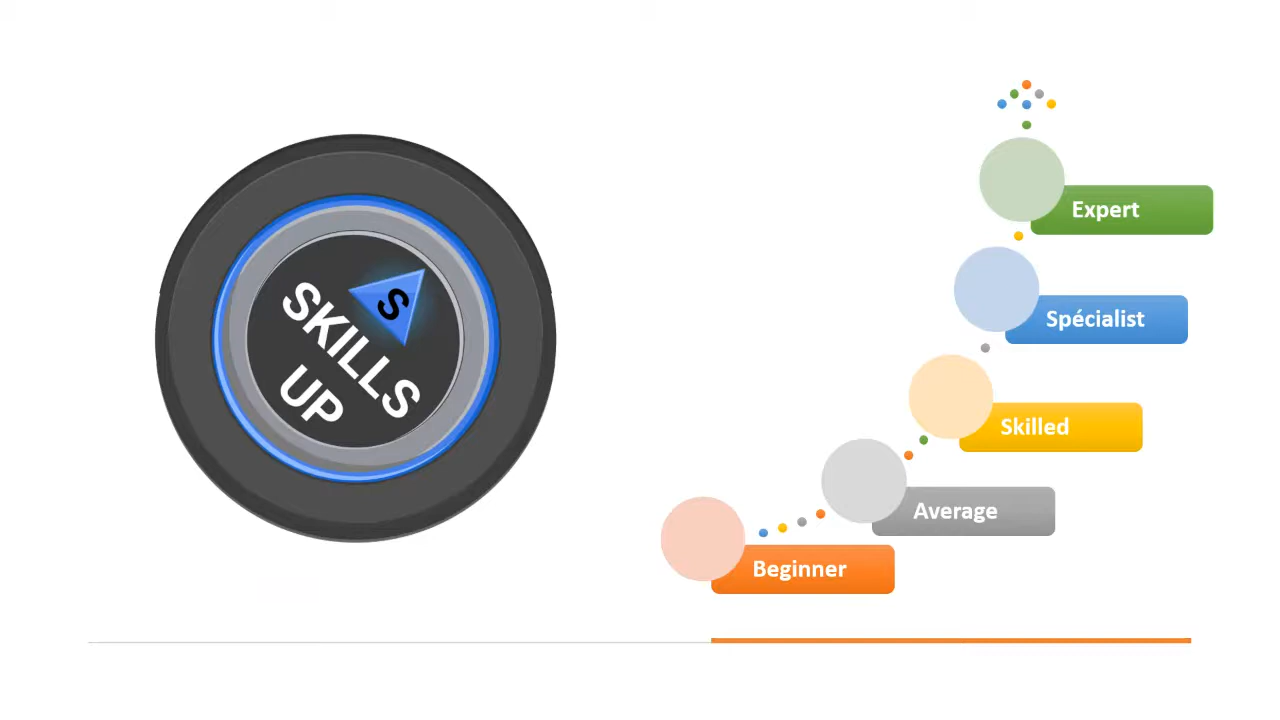 S
SKILLS
UP
Expert
Spécialist
Skilled
Average
Beginner